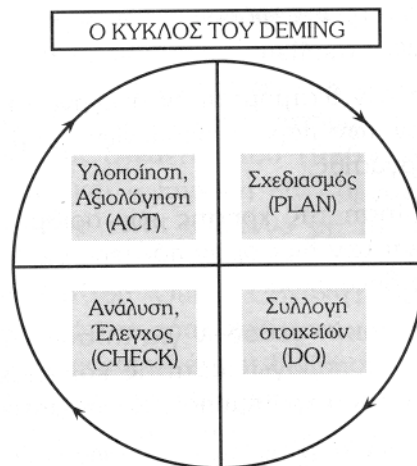 Ο ΚΥΚΛΟΣ ΤΟΥ DEMING
Υλοποίηση,
Αξιολόγηση
(ACT)
Σχεδιασμός
(PLAN)
Ανάλυση,
Έλεγχος
(CHECK)
Συλλογή
στοιχείων
(DO)